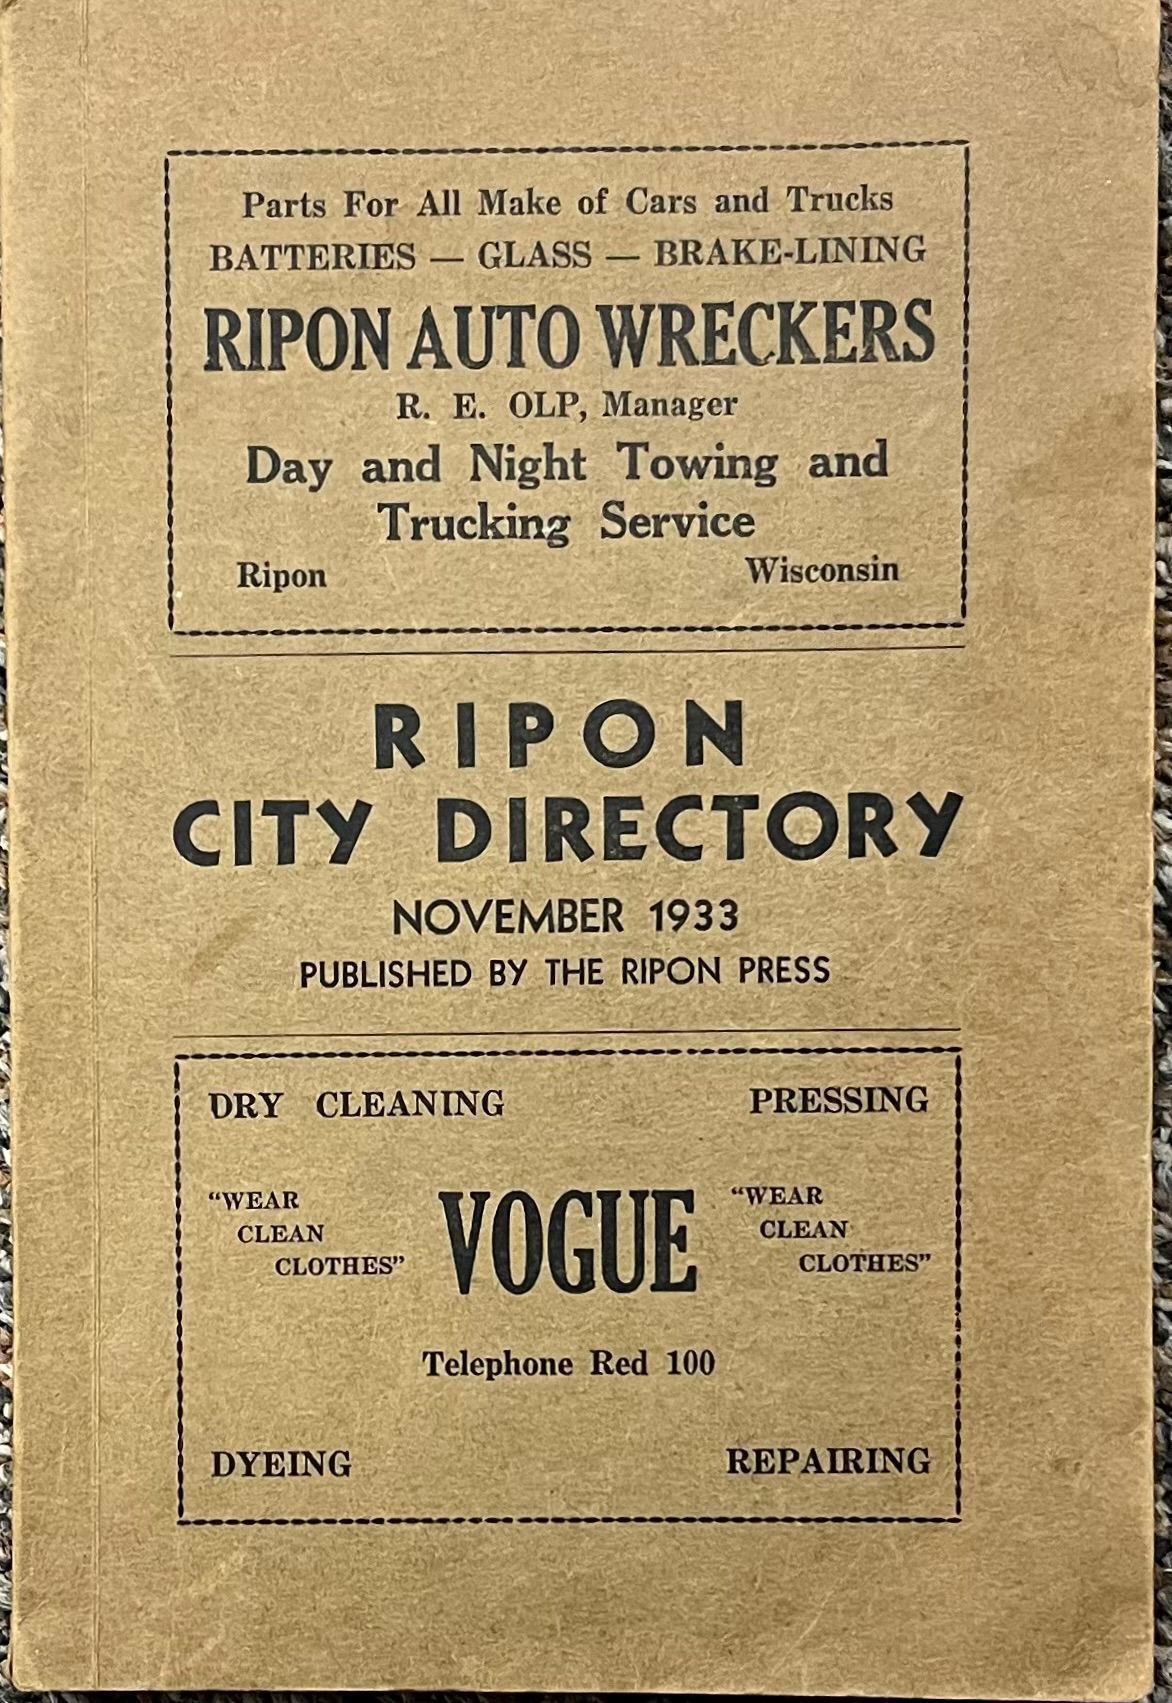 Parts For All Make of Cars and Trucks
BATTERIES — GLASS — BRAKE-LINING
RIPON AUTO WRECKERS
R. E. OLP, Manager
Day and Night Towing and
Trucking Service
Ripon Wisconsin
RIPON
CITY DIRECTORY
NOVEMBER 1933
PUBLISHED BY THE RIPON PRESS
DRY CLEANING PRESSING
“WEAR
CLEAN
CLOTHES”
VOGUE
“WEAR
CLEAN
CLOTHES”
Telephone Red 100
DYEING REPAIRING